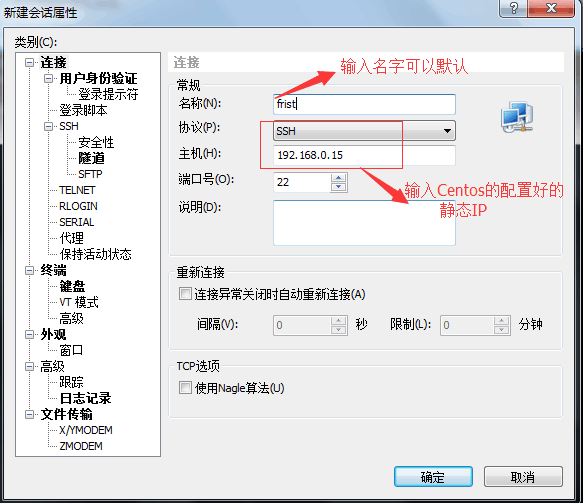 新建会话属性
?
类别(C):
连接
用户身份验证
登录提示符
登录脚本
SSH
安全性
隧道
SFTP
TELNET
RLOGIN
SERIAL
代理
保持活动状态
终端
键盘
VT 模式
高级
外观
窗口
高级
跟踪
日志记录
文件传输
X/YMODEM
ZMODEM
连接
输入名字可以默认
常规
名称(N):
frist
协议(P):
SSH
主机(H):
192.168.0.15
端口号(O):
22
输入Centos的配置好的
静态IP
说明(D):
重新连接
连接异常关闭时自动重新连接(A)
间隔(V):
0
秒
限制(L):
0
分钟
TCP选项
使用Nagle算法(U)
确定
取消